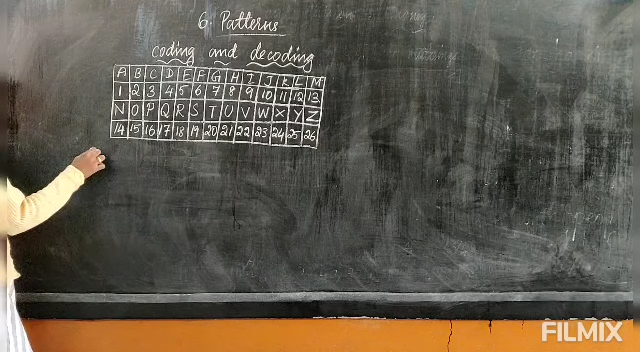 6. Patterns
coding and decoding
A B C D E F G H I J K L M
1 2 3 4 5 6 7 8 9 10 11 12 13
N O P Q R S T U V W X Y Z
14 15 16 17 18 19 20 21 22 23 24 25 26
FILMIX